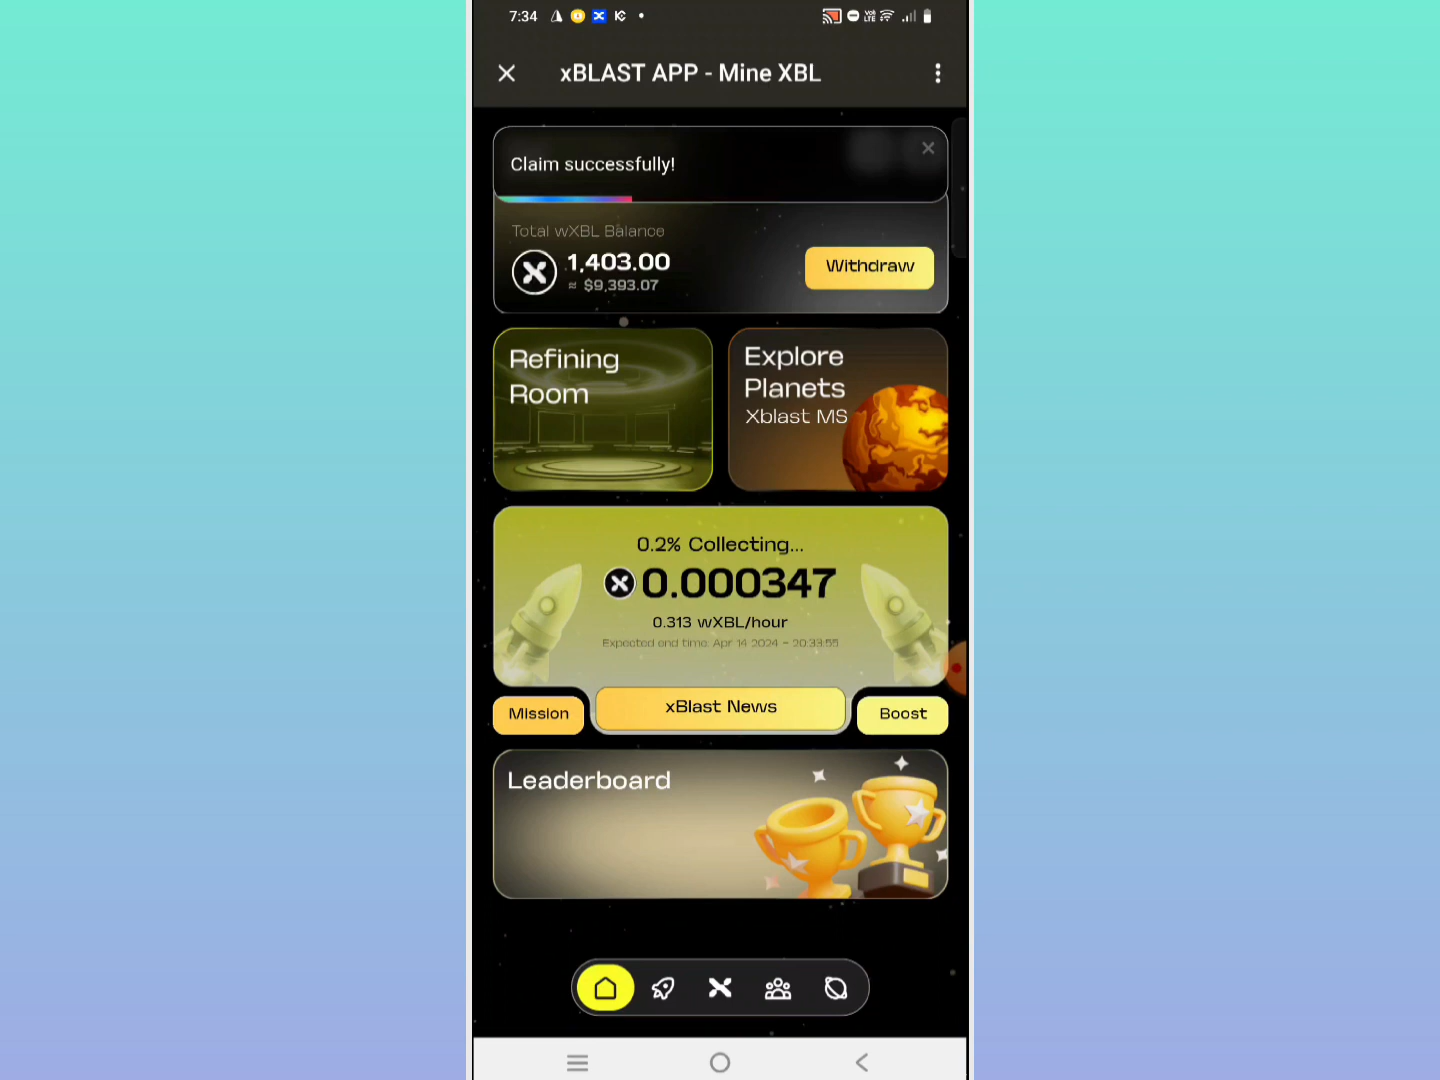 7:34
Vo)
LTE
xBLAST APP - Mine XBL
Claim successfully!
Total wXBL Balance
1,403.00
≈ $9,393.07
Withdraw
Refining
Room
Explore
Planets
Xblast MS
0.2% Collecting...
0.000347
0.313 wXBL/hour
Expected end time: Apr 14 2024 - 20:33:55
Mission
xBlast News
Boost
Leaderboard